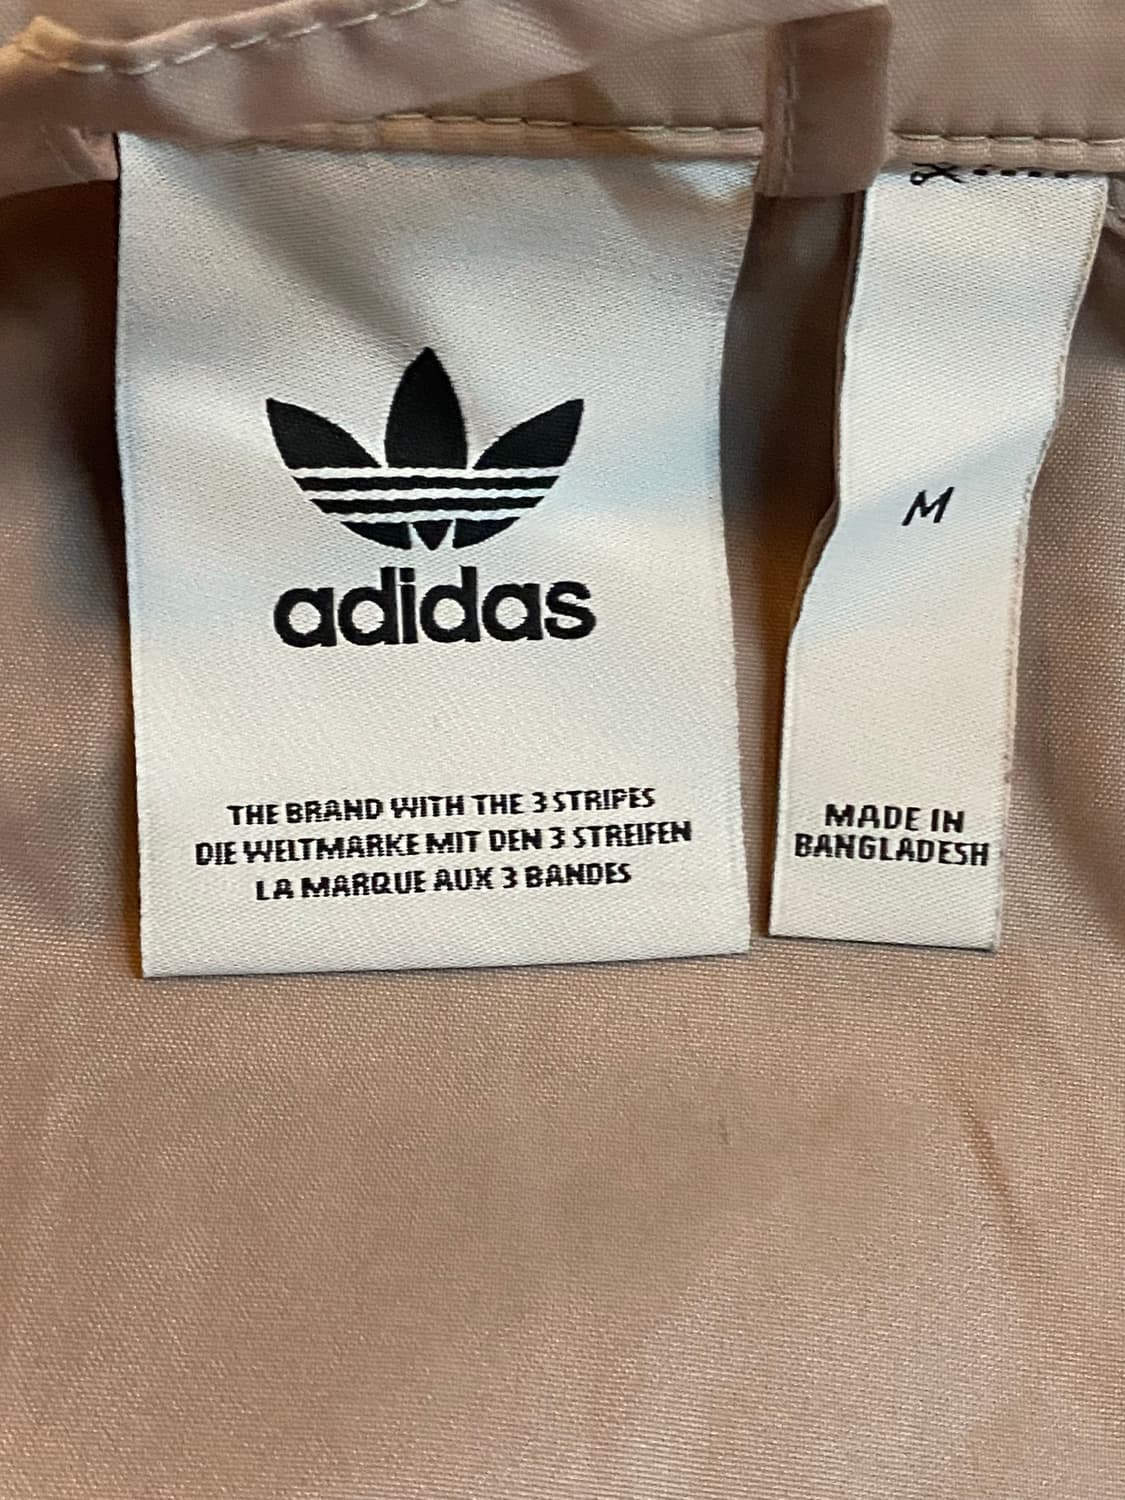 adidas
THE BRAND WITH THE 3 STRIPES
DIE WELTMARKE MIT DEN 3 STREIFEN
LA MARQUE AUX 3 BANDES
M
MADE IN
BANGLADESH